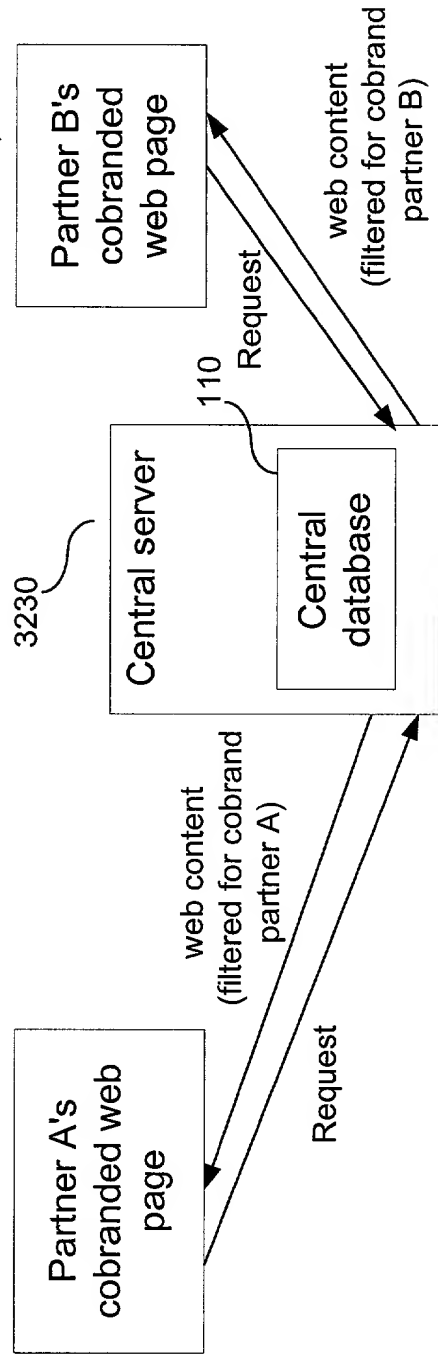 Partner A's
cobranded web
page
web content
(filtered for cobrand
partner A)
Request
3230
Central server
110
Central
database
Partner B's
cobranded
web page
Request
web content
(filtered for cobrand
partner B)